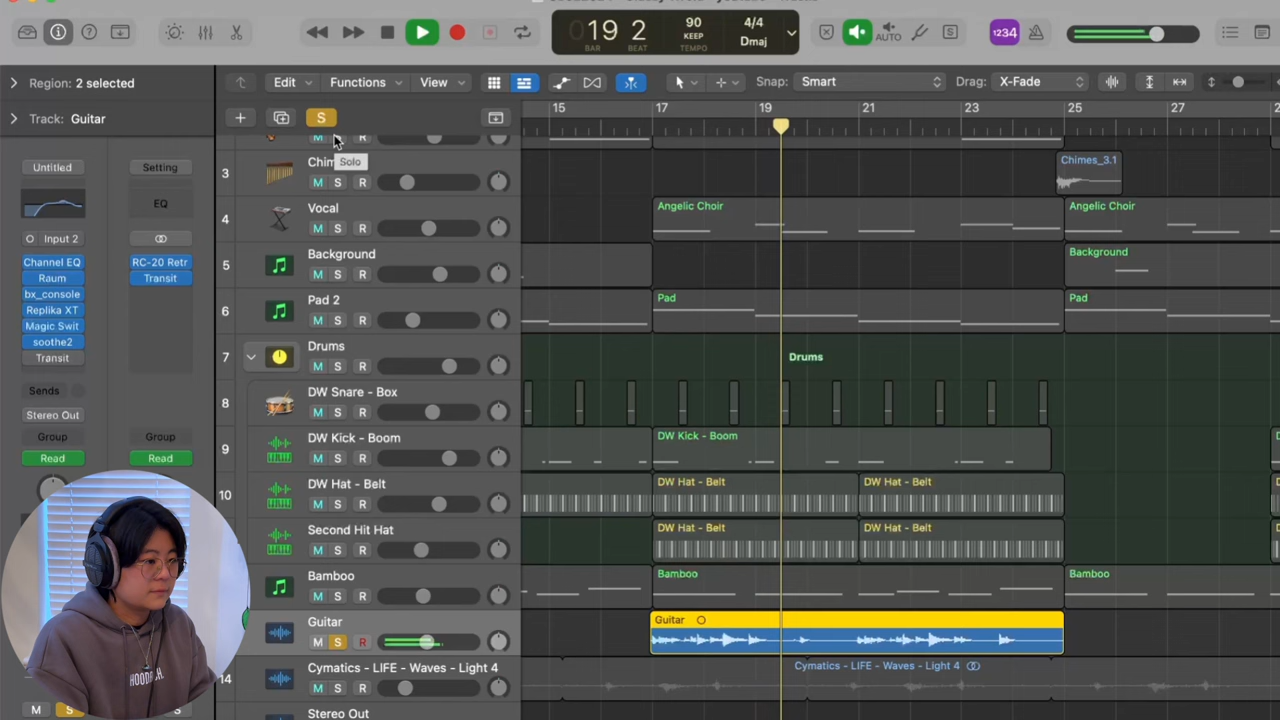 19 2
BAR BEAT
90
KEEP
TEMPO
4/4
Dmaj
AUTO
S
1234
Region: 2 selected
Track: Guitar
Edit
Functions
View
Snap: Smart
Drag: X-Fade
S
15 17 19 21 23 25 27
Solo
M R
3
Chim
M S R
Chimes_3.1
4
Vocal
M S R
Angelic Choir
Angelic Choir
5
Background
M S R
Background
6
Pad 2
M S R
Pad
Pad
7
Drums
M S R
Drums
8
DW Snare - Box
M S R
9
DW Kick - Boom
M S R
DW Kick - Boom
10
DW Hat - Belt
M S R
DW Hat - Belt
DW Hat - Belt
Second Hit Hat
M S R
DW Hat - Belt
DW Hat - Belt
Bamboo
M S R
Bamboo
Bamboo
Guitar
M S R
Guitar
14
Cymatics - LIFE - Waves - Light 4
M S R
Cymatics - LIFE - Waves - Light 4
Stereo Out
Untitled
Setting
EQ
Input 2
Channel EQ
Raum
bx_console
Replika XT
Magic Swit
soothe2
Transit
RC-20 Retr
Transit
Sends
Stereo Out
Group
Group
Read
Read
M S
S